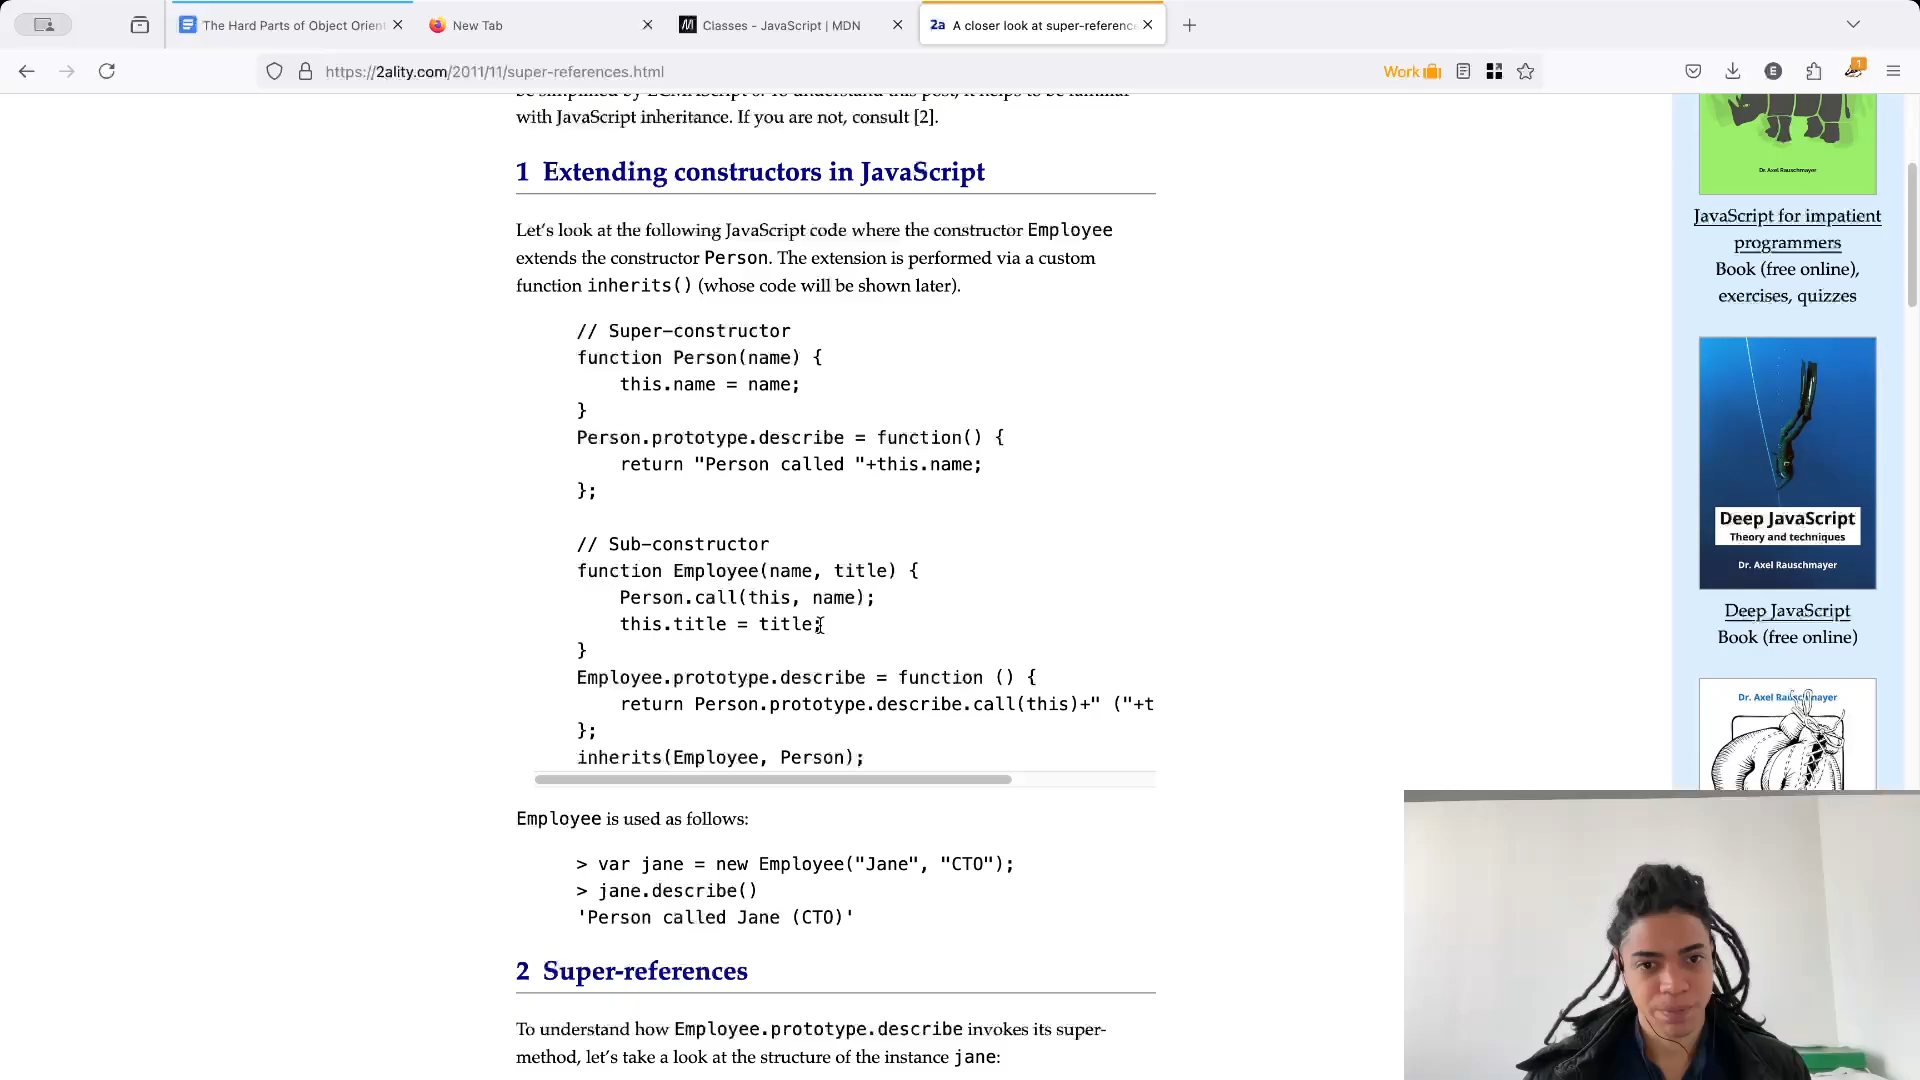 The Hard Parts of Object Orien
New Tab
Classes - JavaScript | MDN
2a A closer look at super-reference
https://2ality.com/2011/11/super-references.html
Work
E
1
with JavaScript inheritance. If you are not, consult [2].
1 Extending constructors in JavaScript
Let's look at the following JavaScript code where the constructor Employee
extends the constructor Person. The extension is performed via a custom
function inherits() (whose code will be shown later).
// Super-constructor
function Person(name) {
this.name = name;
}
Person.prototype.describe = function() {
return "Person called "+this.name;
};
// Sub-constructor
function Employee(name, title) {
Person.call(this, name);
this.title = title;
}
Employee.prototype.describe = function () {
return Person.prototype.describe.call(this)+" ("+t
};
inherits(Employee, Person);
Employee is used as follows:
> var jane = new Employee("Jane", "CTO");
> jane.describe()
'Person called Jane (CTO)'
2 Super-references
To understand how Employee.prototype.describe invokes its super-
method, let's take a look at the structure of the instance jane:
Dr. Axel Rauschmayer
JavaScript for impatient
programmers
Book (free online),
exercises, quizzes
Deep JavaScript
Theory and techniques
Dr. Axel Rauschmayer
Deep JavaScript
Book (free online)
Dr. Axel Rauschmayer